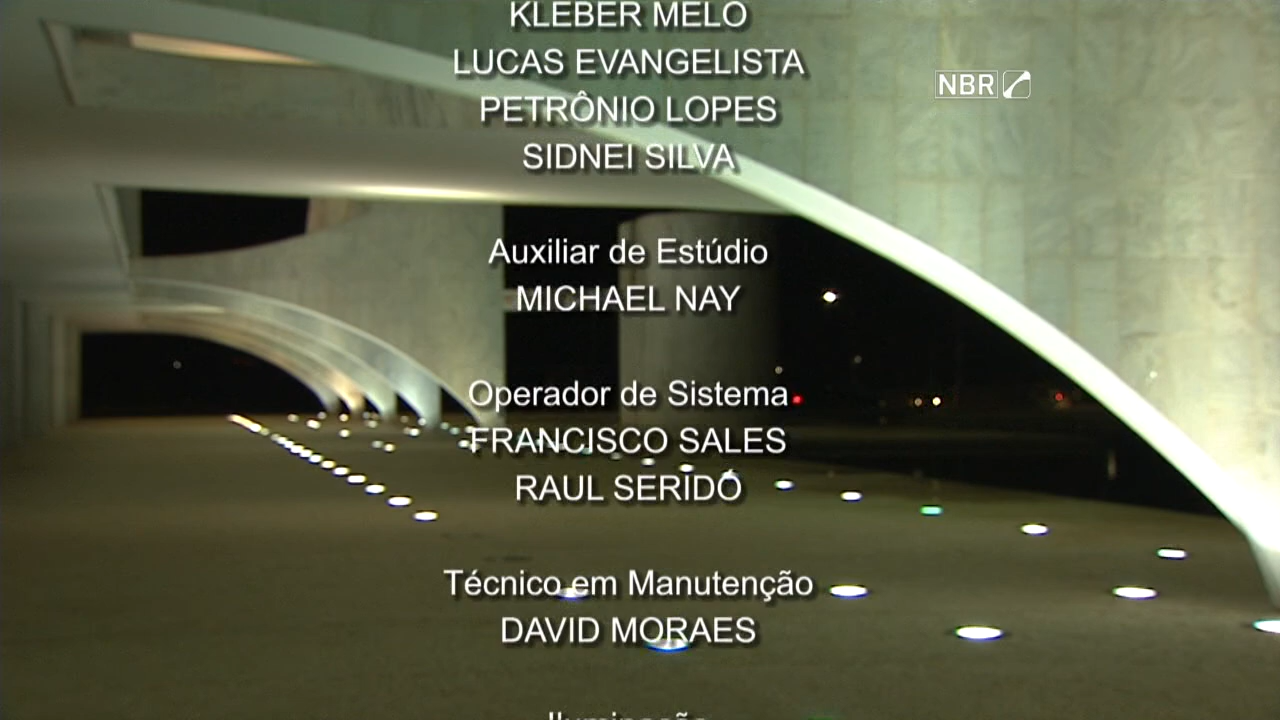 KLEBER MELO
LUCAS EVANGELISTA
NBR
PETRÔNIO LOPES
SIDNEI SILVA
Auxiliar de Estúdio
MICHAEL NAY
Operador de Sistema
FRANCISCO SALES
RAUL SERIDÓ
Técnico em Manutenção
DAVID MORAES
Iluminação